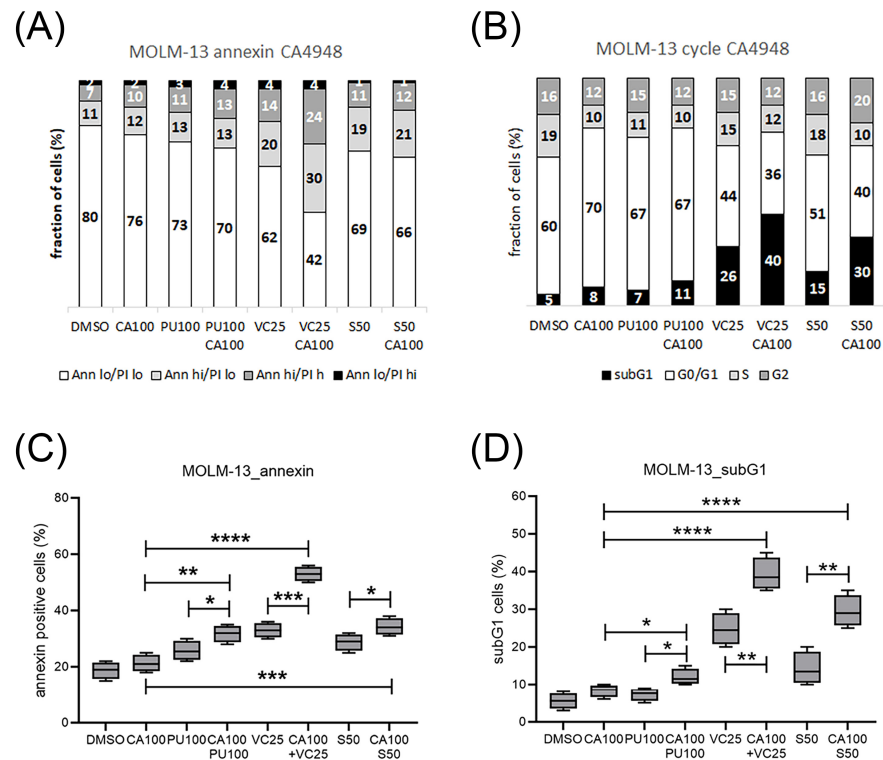 (A)
MOLM-13 annexin CA4948
fraction of cells (%)
2 2 3 4 4 4 1 1
7 10 11 13 14 24 11 12
11 12 13 13 20 30 19 21
80 76 73 70 62 42 69 66
DMSO CA100 PU100 PU100 VC25 VC25 S50 S50
CA100 CA100 CA100
Ann lo/PI lo Ann hi/PI lo Ann hi/PI h Ann lo/PI hi
(B)
MOLM-13 cycle CA4948
fraction of cells (%)
16 12 15 12 15 12 16 20
19 10 11 10 15 12 18 10
60 70 67 67 44 36 51 40
5 8 7 11 26 40 15 30
DMSO CA100 PU100 PU100 VC25 VC25 S50 S50
CA100 CA100 CA100
subG1 G0/G1 S G2
(C)
MOLM-13_annexin
annexin positive cells (%)
80
60
40
20
0
****
**
*
***
*
***
DMSO CA100 PU100 CA100 VC25 CA100 S50 CA100
PU100 +VC25 S50
(D)
MOLM-13_subG1
subG1 cells (%)
60
50
40
30
20
10
0
****
****
**
*
*
**
DMSO CA100 PU100 CA100 VC25 CA100 S50 CA100
PU100 +VC25 S50